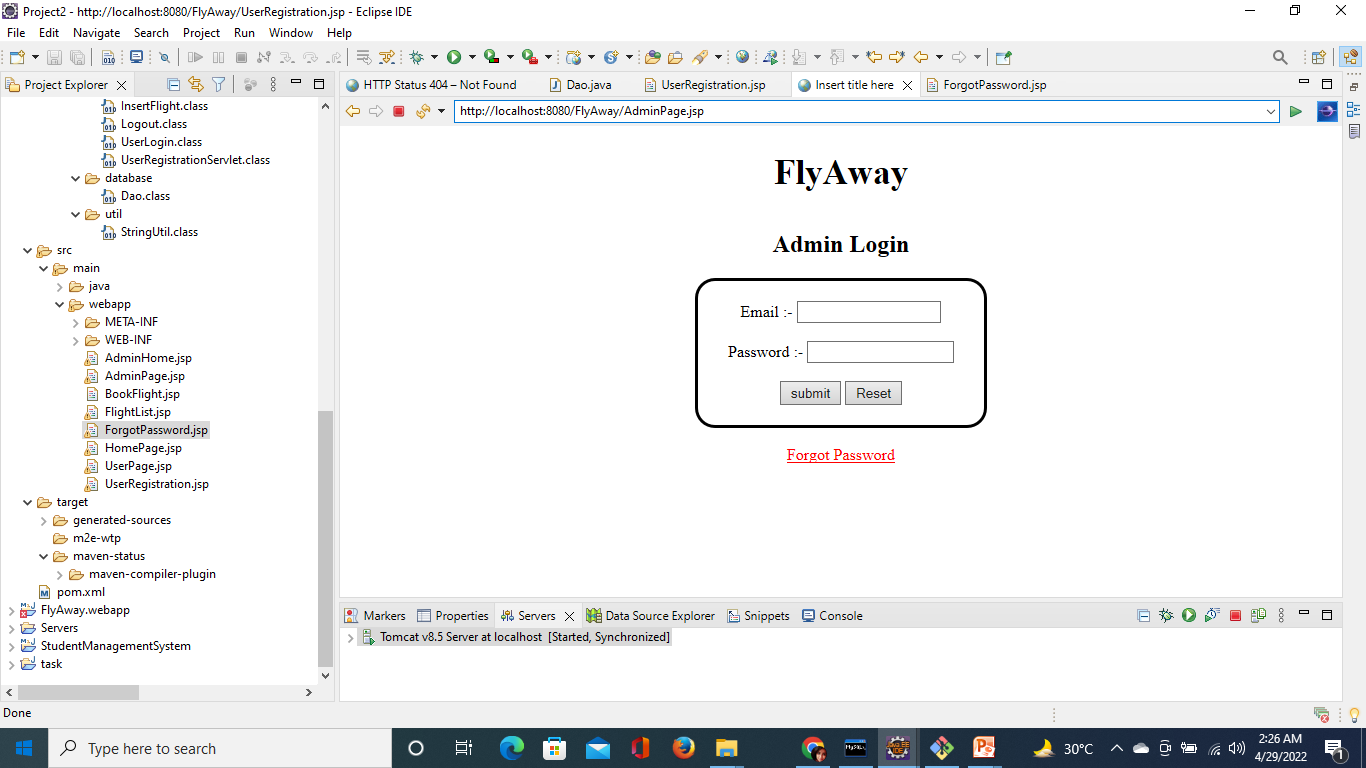 Project2 - http://localhost:8080/FlyAway/UserRegistration.jsp - Eclipse IDE
File Edit Navigate Search Project Run Window Help
Project Explorer
HTTP Status 404 – Not Found
Dao.java
UserRegistration.jsp
Insert title here
ForgotPassword.jsp
http://localhost:8080/FlyAway/AdminPage.jsp
InsertFlight.class
Logout.class
UserLogin.class
UserRegistrationServlet.class
database
Dao.class
util
StringUtil.class
src
main
java
webapp
META-INF
WEB-INF
AdminHome.jsp
AdminPage.jsp
BookFlight.jsp
FlightList.jsp
ForgotPassword.jsp
HomePage.jsp
UserPage.jsp
UserRegistration.jsp
target
generated-sources
m2e-wtp
maven-status
maven-compiler-plugin
pom.xml
FlyAway.webapp
Servers
StudentManagementSystem
task
FlyAway
Admin Login
Email :-
Password :-
submit Reset
Forgot Password
Markers Properties Servers Data Source Explorer Snippets Console
Tomcat v8.5 Server at localhost [Started, Synchronized]
Done
Type here to search
30°C
2:26 AM
4/29/2022
1